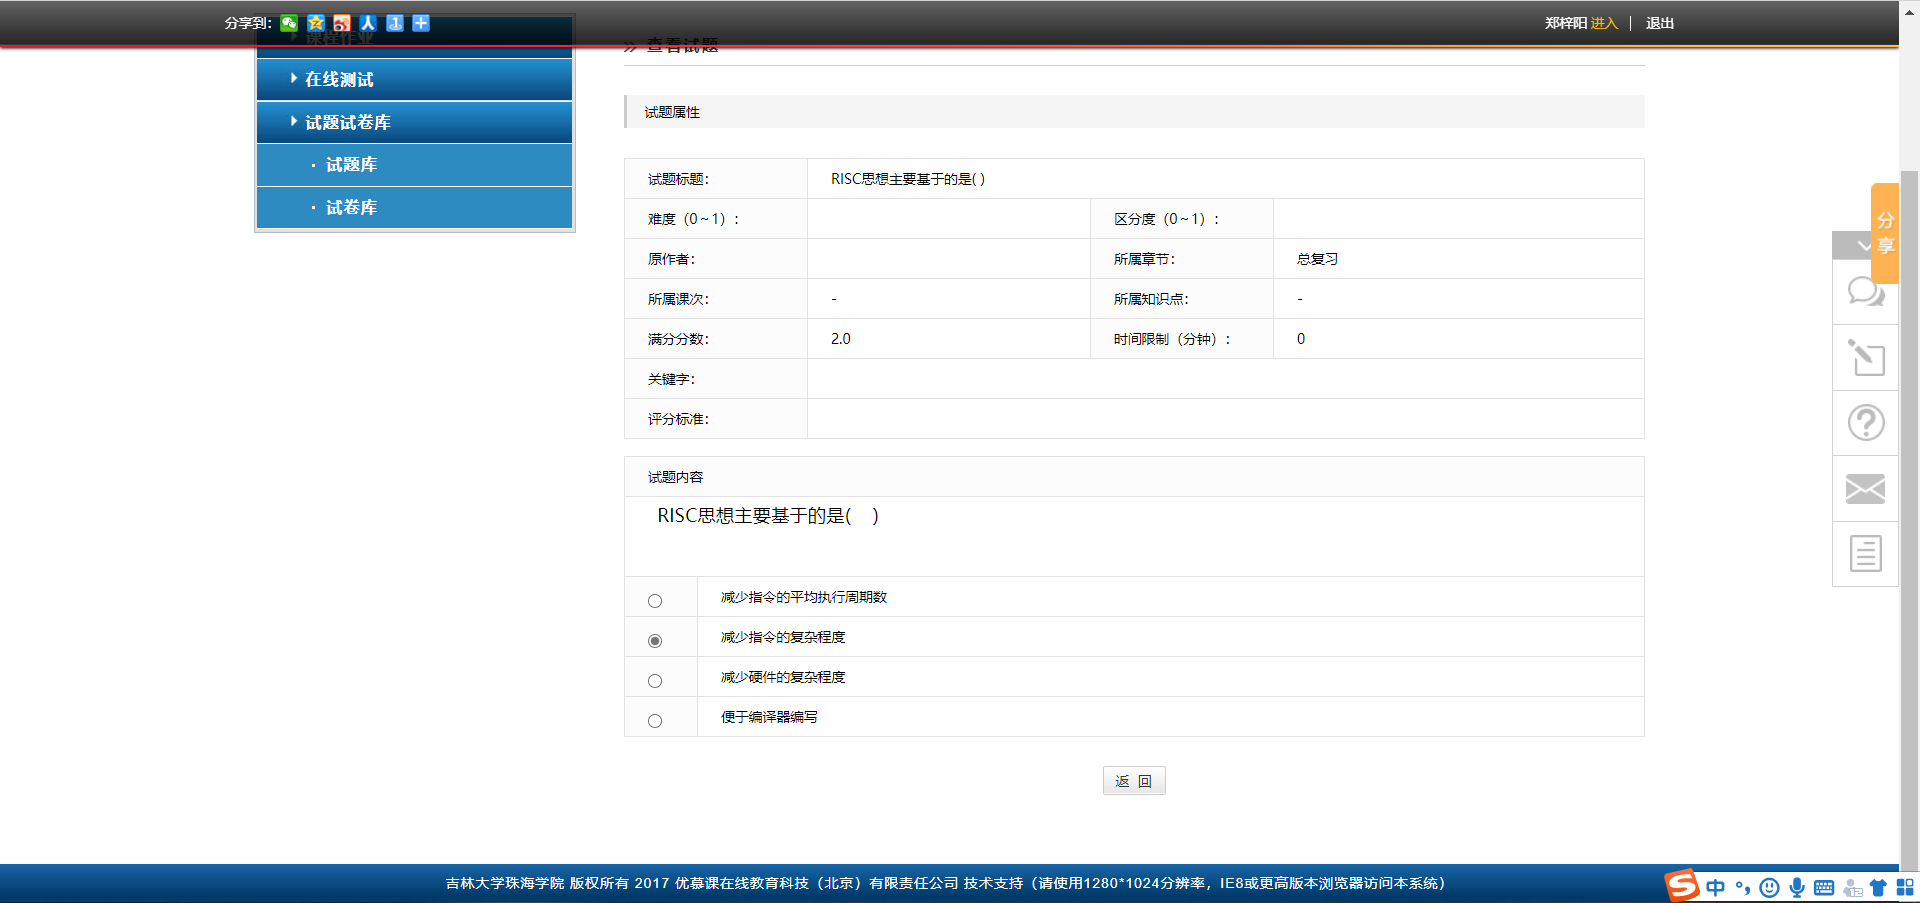 分享到：
郑梓阳 进入 | 退出
课程作业
在线测试
试题试卷库
· 试题库
· 试卷库
查看试题
试题属性
试题标题： RISC思想主要基于的是( )
难度（0～1）： 区分度（0～1）：
原作者： 所属章节： 总复习
所属课次： - 所属知识点： -
满分分数： 2.0 时间限制（分钟）： 0
关键字：
评分标准：
试题内容
RISC思想主要基于的是( )
减少指令的平均执行周期数
减少指令的复杂程度
减少硬件的复杂程度
便于编译器编写
返 回
分享
吉林大学珠海学院 版权所有 2017 优慕课在线教育科技（北京）有限责任公司 技术支持（请使用1280*1024分辨率，IE8或更高版本浏览器访问本系统）
中